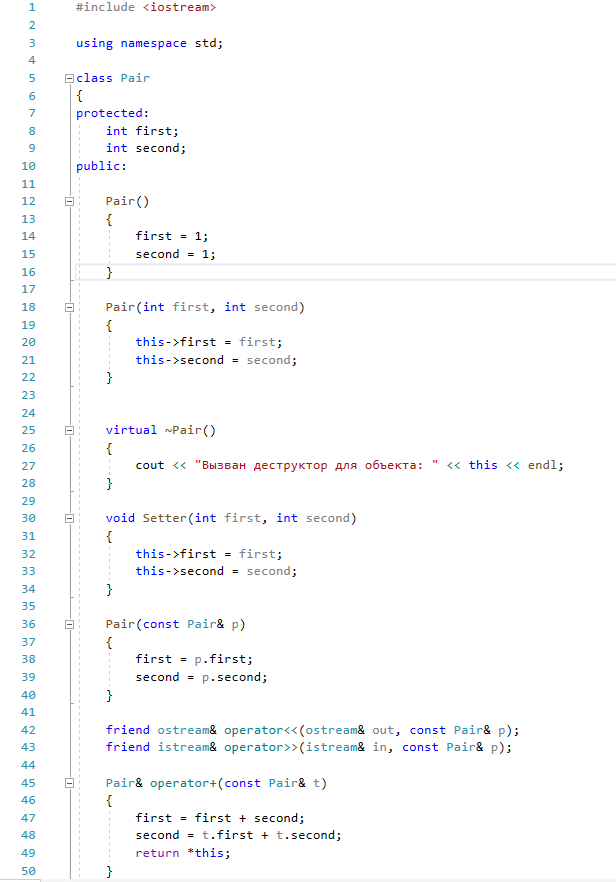 1 #include <iostream>
2
3 using namespace std;
4
5 class Pair
6 {
7 protected:
8     int first;
9     int second;
10 public:
11
12     Pair()
13     {
14         first = 1;
15         second = 1;
16     }
17
18     Pair(int first, int second)
19     {
20         this->first = first;
21         this->second = second;
22     }
23
24
25     virtual ~Pair()
26     {
27         cout << "Вызван деструктор для объекта: " << this << endl;
28     }
29
30     void Setter(int first, int second)
31     {
32         this->first = first;
33         this->second = second;
34     }
35
36     Pair(const Pair& p)
37     {
38         first = p.first;
39         second = p.second;
40     }
41
42     friend ostream& operator<<(ostream& out, const Pair& p);
43     friend istream& operator>>(istream& in, const Pair& p);
44
45     Pair& operator+(const Pair& t)
46     {
47         first = first + second;
48         second = t.first + t.second;
49         return *this;
50     }